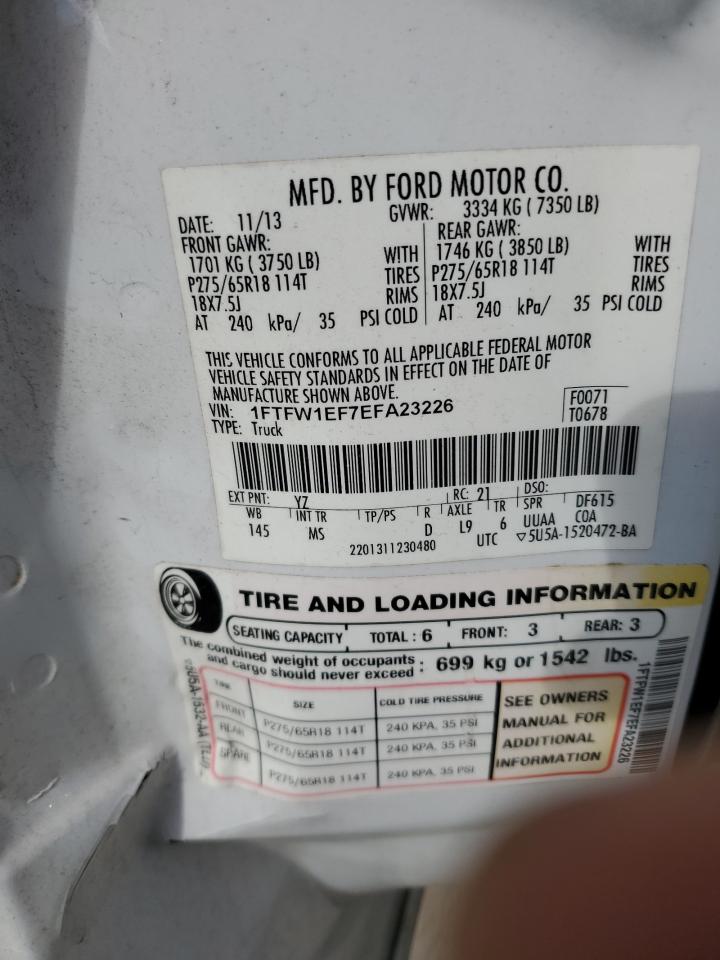 MFD. BY FORD MOTOR CO.
DATE: 11/13 GVWR: 3334 KG ( 7350 LB)
FRONT GAWR: REAR GAWR:
1701 KG ( 3750 LB) WITH 1746 KG ( 3850 LB) WITH
P275/65R18 114T TIRES P275/65R18 114T TIRES
18X7.5J RIMS 18X7.5J RIMS
AT 240 kPa/ 35 PSI COLD AT 240 kPa/ 35 PSI COLD
THIS VEHICLE CONFORMS TO ALL APPLICABLE FEDERAL MOTOR
VEHICLE SAFETY STANDARDS IN EFFECT ON THE DATE OF
MANUFACTURE SHOWN ABOVE.
VIN: 1FTFW1EF7EFA23226 F0071
TYPE: Truck T0678
EXT PNT: YZ RC: 21 DSO:
WB INT TR TP/PS R AXLE TR SPR DF615
145 MS D L9 6 UUAA COA
2201311230480 UTC ▽5U5A-1520472-BA
TIRE AND LOADING INFORMATION
SEATING CAPACITY TOTAL : 6 FRONT: 3 REAR: 3
The combined weight of occupants
and cargo should never exceed : 699 kg or 1542 lbs.
TIRE SIZE COLD TIRE PRESSURE
FRONT P275/65R18 114T 240 KPA, 35 PSI
REAR P275/65R18 114T 240 KPA, 35 PSI
SPARE P275/65R18 114T 240 KPA, 35 PSI
SEE OWNERS
MANUAL FOR
ADDITIONAL
INFORMATION
1FTFW1EF7EFA23226
5U5A-1532-AA